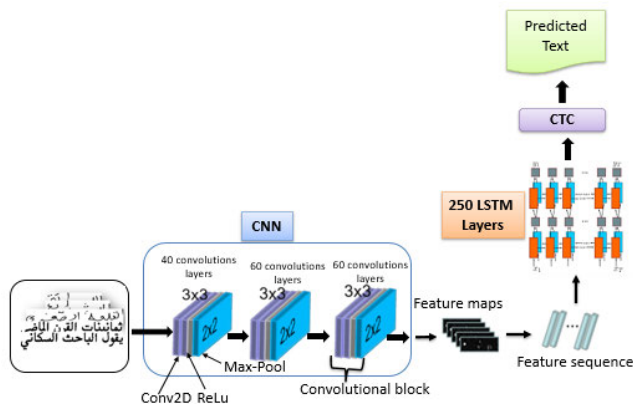 Predicted
Text
CTC
250 LSTM
Layers
CNN
40 convolutions
layers
3x3
2x2
60 convolutions
layers
3x3
2x2
60 convolutions
layers
3x3
2x2
Feature maps
Feature sequence
Max-Pool
Conv2D ReLu
Convolutional block
ثمانينات القرن الماضي
يقول الباحث السكاني